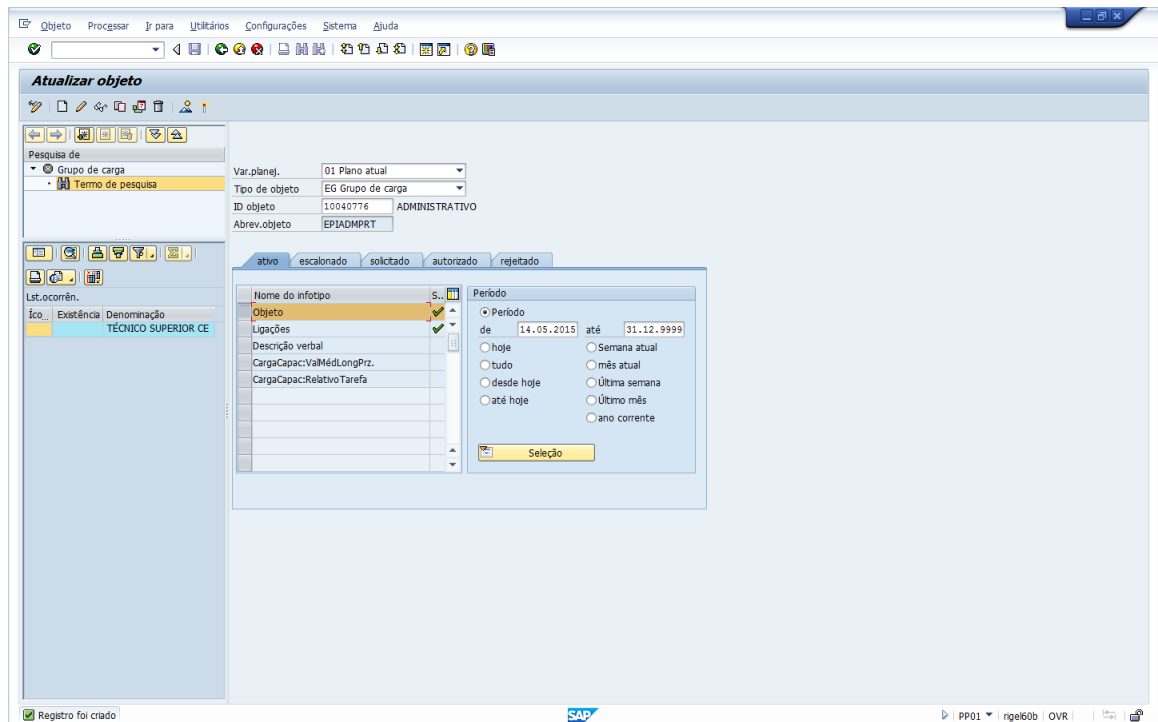 Objeto Processar Ir para Utilitários Configurações Sistema Ajuda
Atualizar objeto
Pesquisa de
Grupo de carga
Termo de pesquisa
Var.planej. 01 Plano atual
Tipo de objeto EG Grupo de carga
ID objeto 10040776 ADMINISTRATIVO
Abrev.objeto EPIADMPRT
ativo escalonado solicitado autorizado rejeitado
Lst.ocorrên.
Íco... Existência Denominação
TÉCNICO SUPERIOR CE
Nome do infotipo S..
Objeto
Ligações
Descrição verbal
CargaCapac:ValMédLongPrz.
CargaCapac:RelativoTarefa
Período
Período
de 14.05.2015 até 31.12.9999
hoje Semana atual
tudo mês atual
desde hoje Última semana
até hoje Último mês
ano corrente
Seleção
Registro foi criado SAP PP01 rigel60b OVR